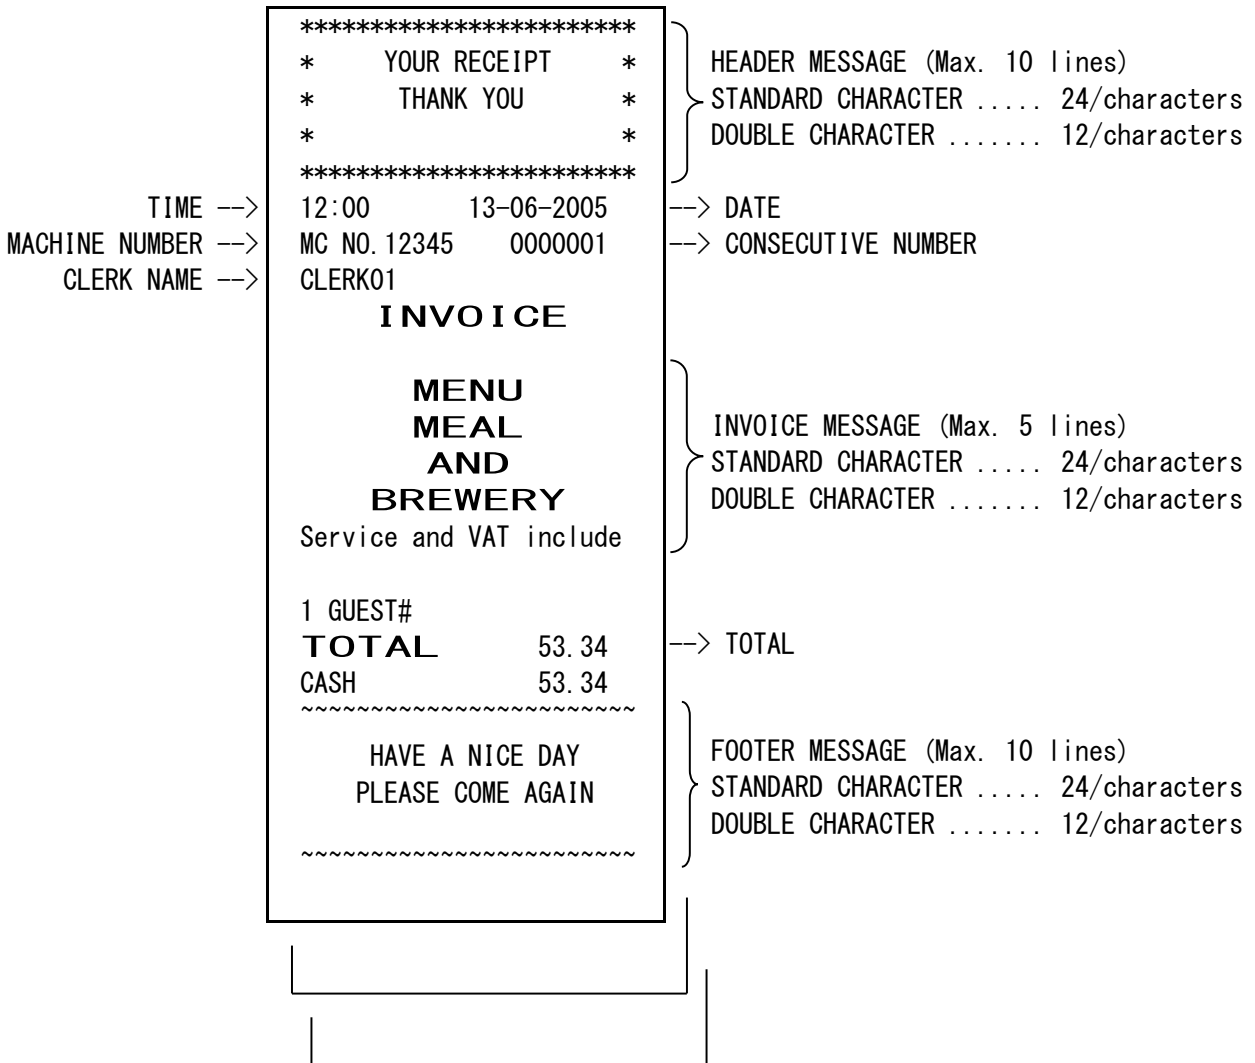 ************************
*     YOUR RECEIPT     *
HEADER MESSAGE (Max. 10 lines)
*      THANK YOU       *
STANDARD CHARACTER ..... 24/characters
*                      *
DOUBLE CHARACTER ....... 12/characters
************************
TIME --> 12:00       13-06-2005 --> DATE
MACHINE NUMBER --> MC NO.12345    0000001 --> CONSECUTIVE NUMBER
CLERK NAME --> CLERK01
INVOICE
MENU
MEAL
INVOICE MESSAGE (Max. 5 lines)
AND
STANDARD CHARACTER ..... 24/characters
BREWERY
DOUBLE CHARACTER ....... 12/characters
Service and VAT include
1 GUEST#
TOTAL       53.34 --> TOTAL
CASH             53.34
~~~~~~~~~~~~~~~~~~~~~~~~
HAVE A NICE DAY
FOOTER MESSAGE (Max. 10 lines)
PLEASE COME AGAIN
STANDARD CHARACTER ..... 24/characters
DOUBLE CHARACTER ....... 12/characters
~~~~~~~~~~~~~~~~~~~~~~~~